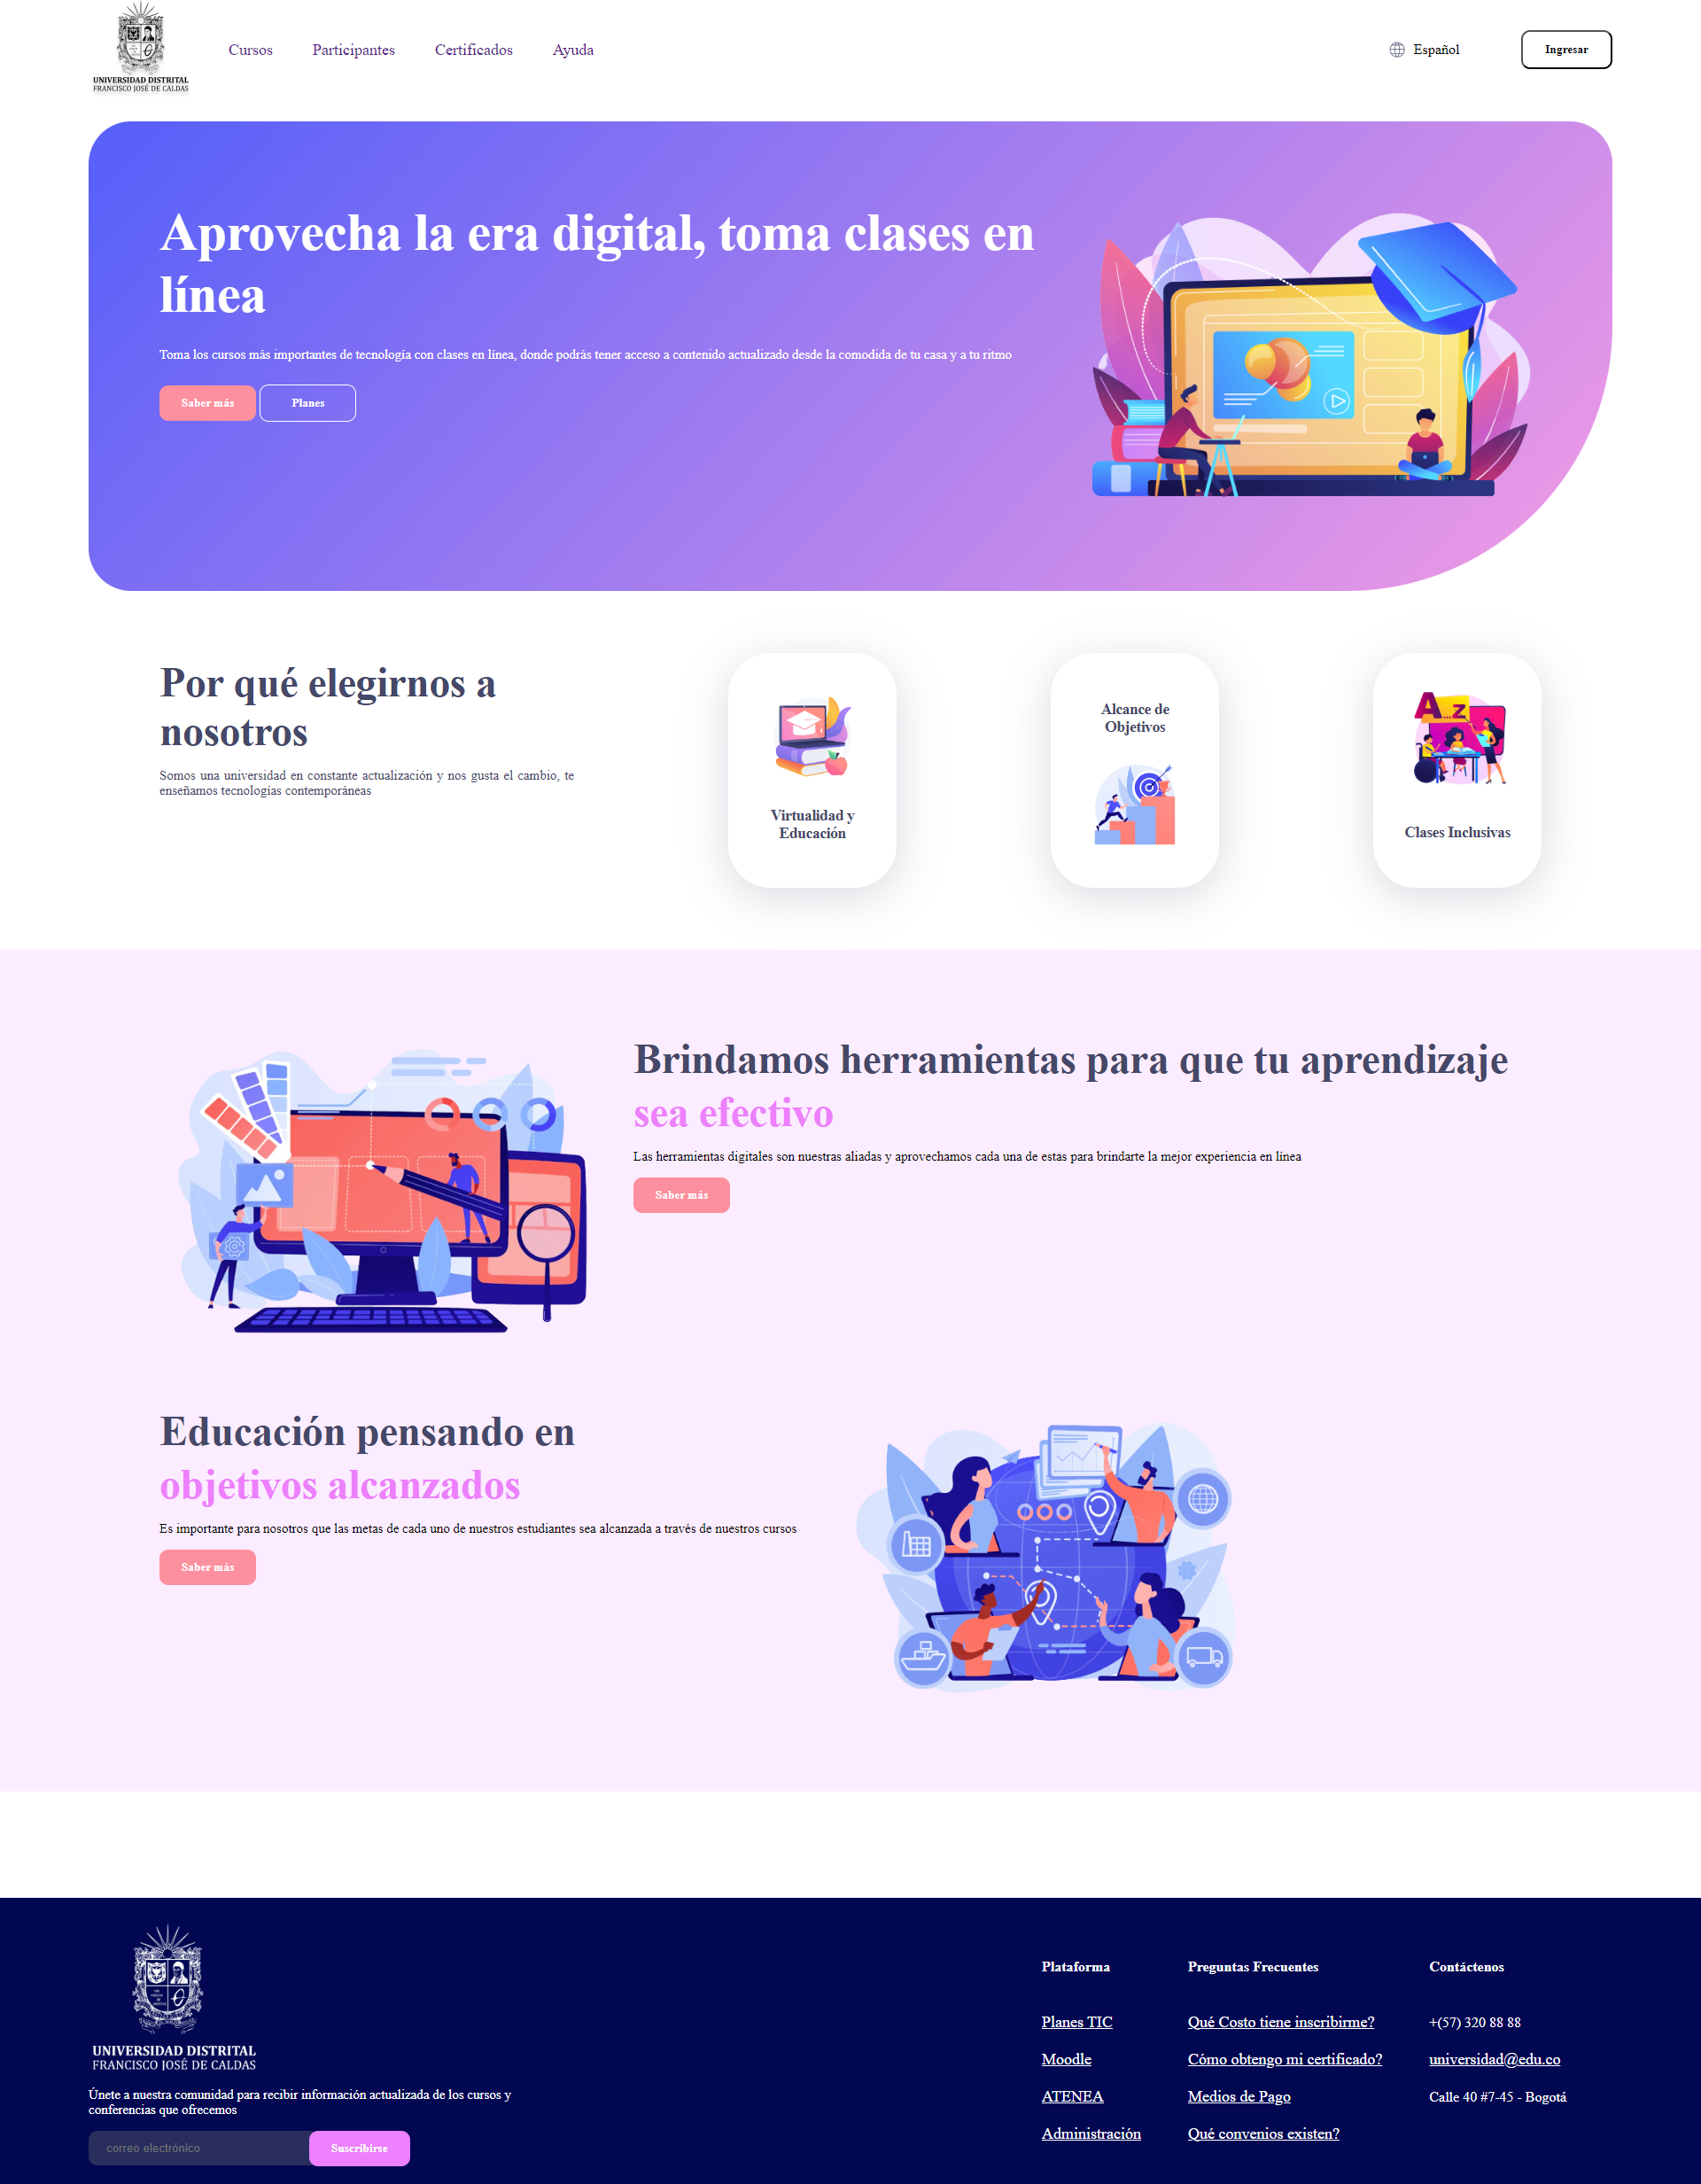 UNIVERSIDAD DISTRITAL
FRANCISCO JOSÉ DE CALDAS
Cursos
Participantes
Certificados
Ayuda
Español
Ingresar
Aprovecha la era digital, toma clases en
línea
Toma los cursos más importantes de tecnología con clases en línea, donde podrás tener acceso a contenido actualizado desde la comodida de tu casa y a tu ritmo
Saber más
Planes
Por qué elegirnos a
nosotros
Somos una universidad en constante actualización y nos gusta el cambio, te
enseñamos tecnologías contemporáneas
Virtualidad y
Educación
Alcance de
Objetivos
A...z
Clases Inclusivas
Brindamos herramientas para que tu aprendizaje
sea efectivo
Las herramientas digitales son nuestras aliadas y aprovechamos cada una de estas para brindarte la mejor experiencia en línea
Saber más
Educación pensando en
objetivos alcanzados
Es importante para nosotros que las metas de cada uno de nuestros estudiantes sea alcanzada a través de nuestros cursos
Saber más
UNIVERSIDAD DISTRITAL
FRANCISCO JOSÉ DE CALDAS
Únete a nuestra comunidad para recibir información actualizada de los cursos y
conferencias que ofrecemos
correo electrónico
Suscribirse
Plataforma
Planes TIC
Moodle
ATENEA
Administración
Preguntas Frecuentes
Qué Costo tiene inscribirme?
Cómo obtengo mi certificado?
Medios de Pago
Qué convenios existen?
Contáctenos
+(57) 320 88 88
universidad@edu.co
Calle 40 #7-45 - Bogotá